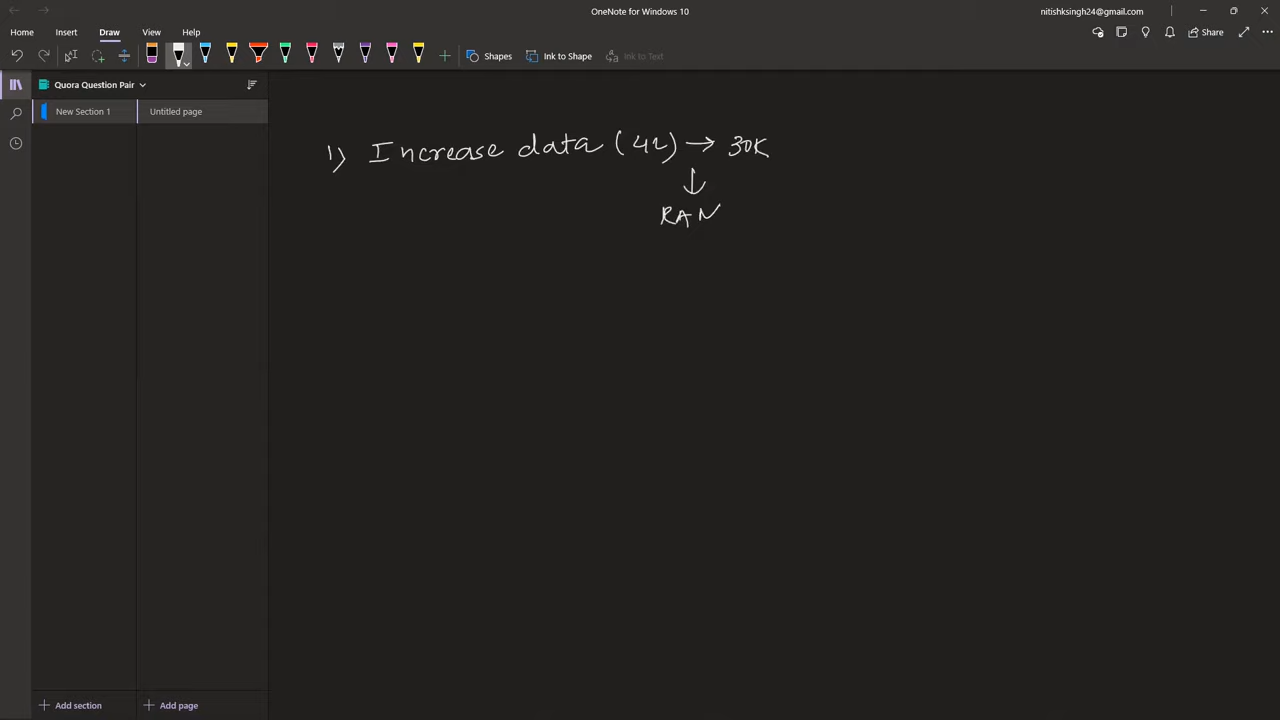 OneNote for Windows 10
nitishksingh24@gmail.com
Home Insert Draw View Help
Share
Shapes Ink to Shape Ink to Text
Quora Question Pair
New Section 1 Untitled page
1) Increase data (4L) → 30K
↓
RAN
Add section Add page